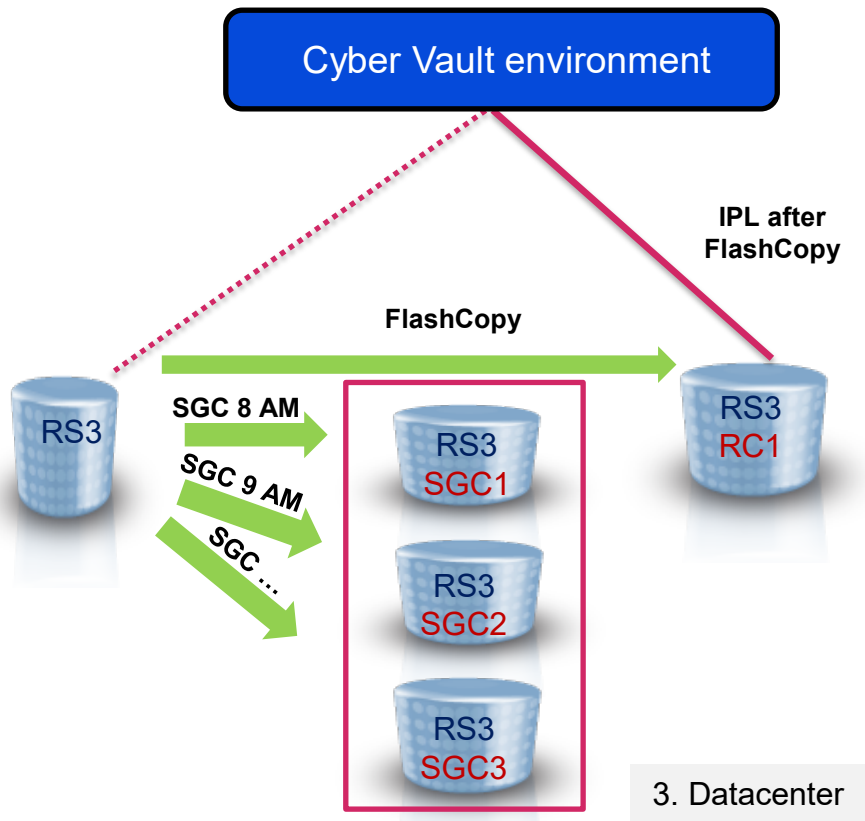 Cyber Vault environment
IPL after
FlashCopy
FlashCopy
RS3
SGC 8 AM
SGC 9 AM
SGC ...
RS3
SGC1
RS3
SGC2
RS3
SGC3
RS3
RC1
3. Datacenter